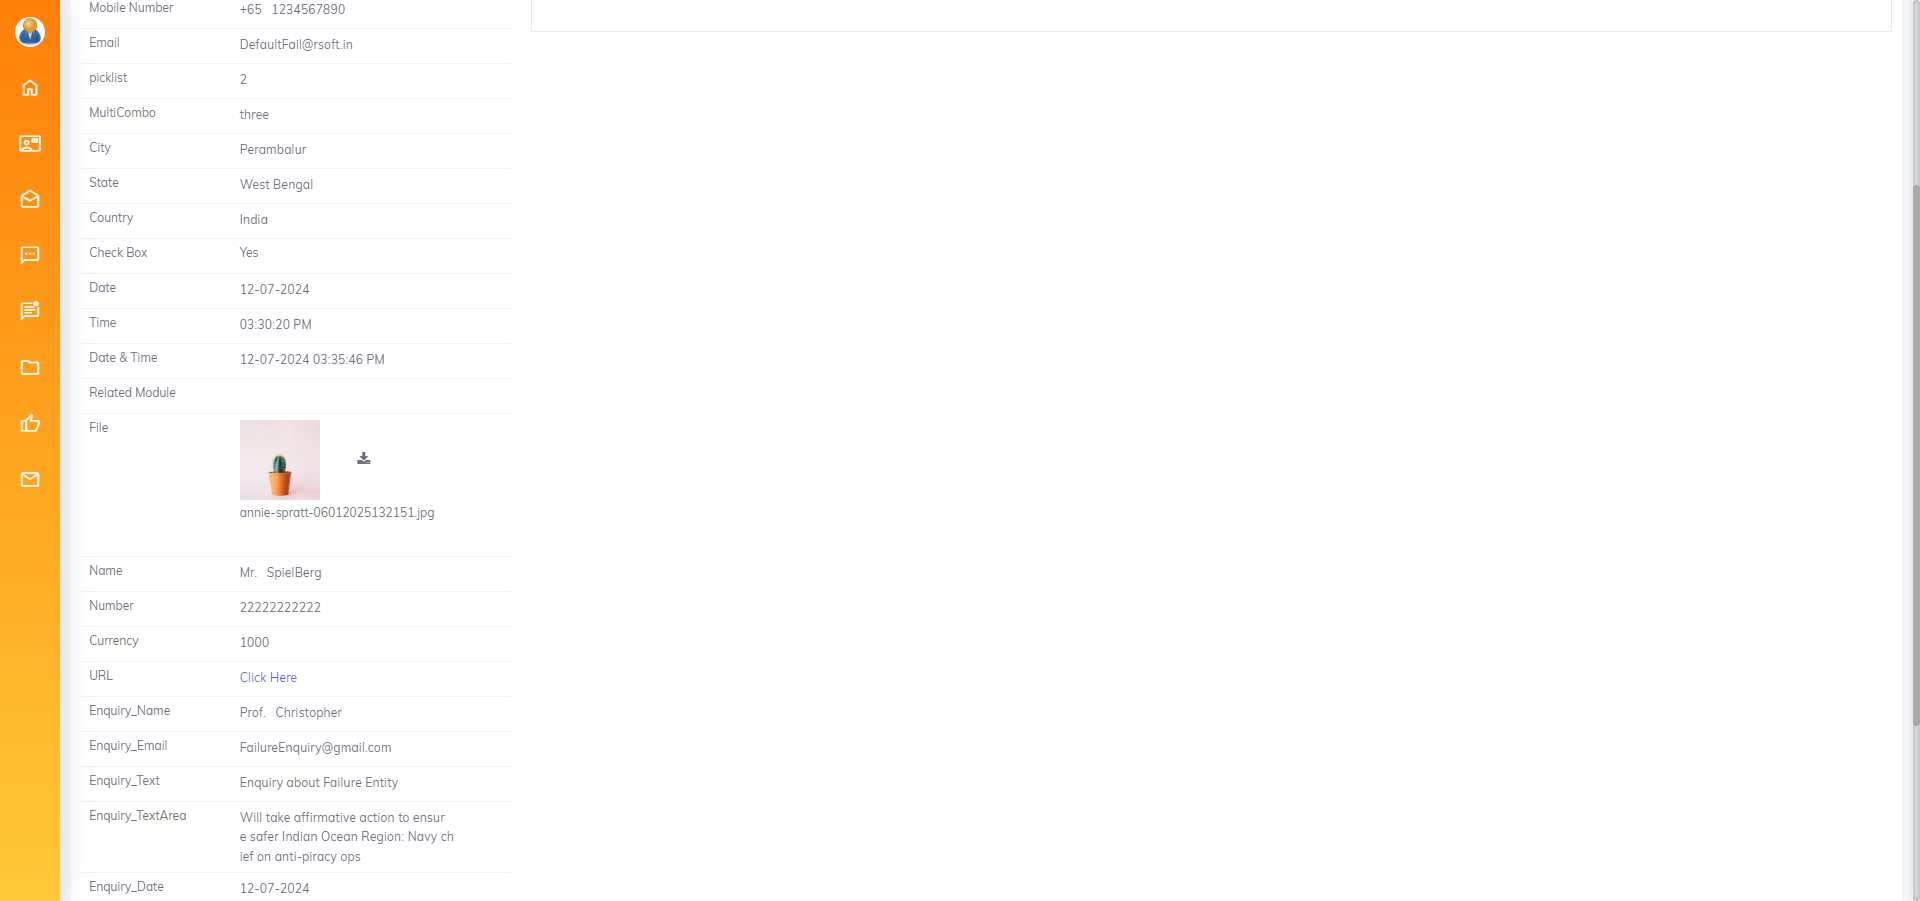 Mobile Number +65 1234567890
Email DefaultFail@rsoft.in
picklist 2
MultiCombo three
City Perambalur
State West Bengal
Country India
Check Box Yes
Date 12-07-2024
Time 03:30:20 PM
Date & Time 12-07-2024 03:35:46 PM
Related Module
File
annie-spratt-06012025132151.jpg
Name Mr. SpielBerg
Number 22222222222
Currency 1000
URL Click Here
Enquiry_Name Prof. Christopher
Enquiry_Email FailureEnquiry@gmail.com
Enquiry_Text Enquiry about Failure Entity
Enquiry_TextArea Will take affirmative action to ensur
e safer Indian Ocean Region: Navy ch
ief on anti-piracy ops
Enquiry_Date 12-07-2024